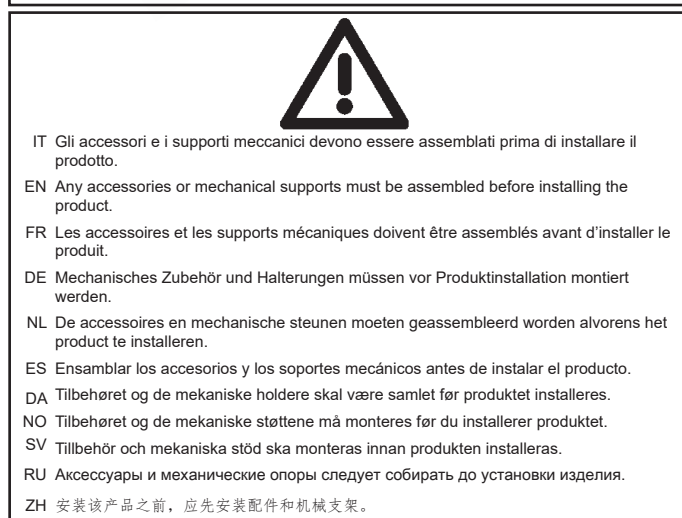 IT Gli accessori e i supporti meccanici devono essere assemblati prima di installare il
prodotto.
EN Any accessories or mechanical supports must be assembled before installing the
product.
FR Les accessoires et les supports mécaniques doivent être assemblés avant d’installer le
produit.
DE Mechanisches Zubehör und Halterungen müssen vor Produktinstallation montiert
werden.
NL De accessoires en mechanische steunen moeten geassembleerd worden alvorens het
product te installeren.
ES Ensamblar los accesorios y los soportes mecánicos antes de instalar el producto.
DA Tilbehøret og de mekaniske holdere skal være samlet før produktet installeres.
NO Tilbehøret og de mekaniske støttene må monteres før du installerer produktet.
SV Tillbehör och mekaniska stöd ska monteras innan produkten installeras.
RU Аксессуары и механические опоры следует собирать до установки изделия.
ZH 安装该产品之前，应先安装配件和机械支架。